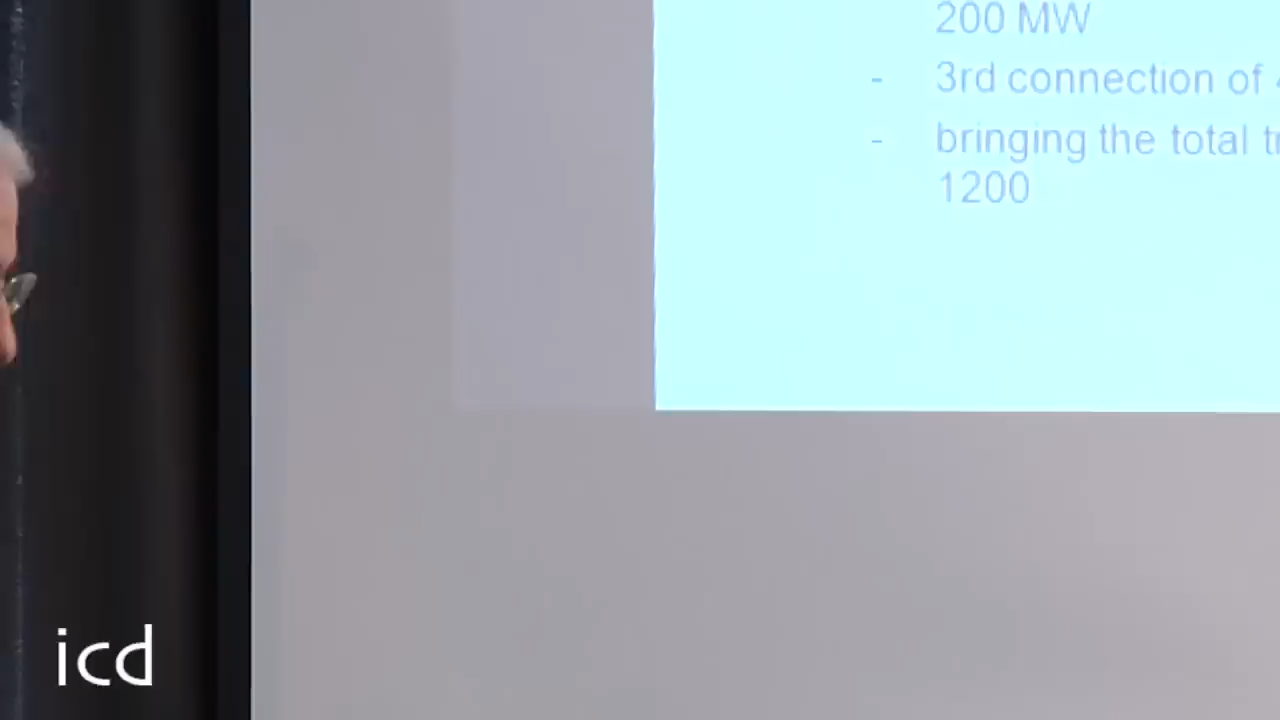 200 MW
- 3rd connection of
- bringing the total
1200
icd